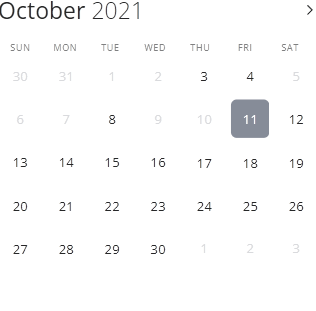 October 2021
SUN MON TUE WED THU FRI SAT
30 31 1 2 3 4 5
6 7 8 9 10 11 12
13 14 15 16 17 18 19
20 21 22 23 24 25 26
27 28 29 30 1 2 3